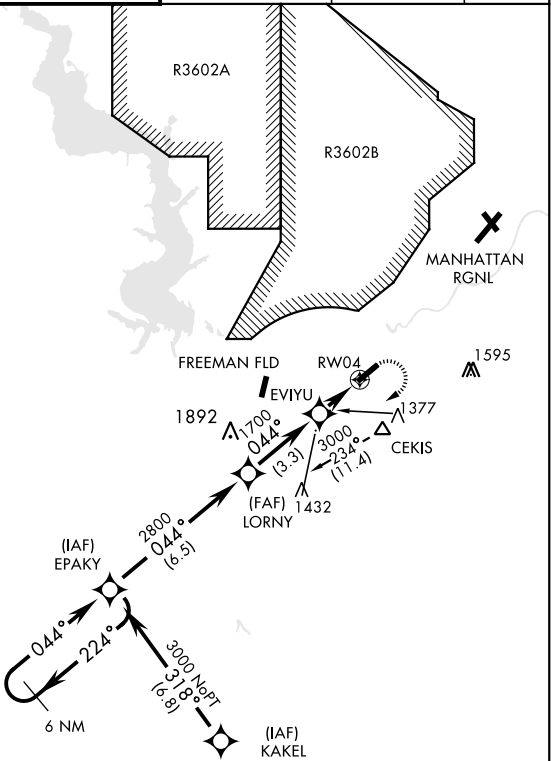 R3602A
R3602B
MANHATTAN
RGNL
FREEMAN FLD
RW04
1595
EVIYU
1892
1700
044°
(3.3)
1377
3000
234°
(11.4)
CEKIS
(FAF)
LORNY
1432
2800
044°
(6.5)
(IAF)
EPAKY
044°
224°
3000 NoPT
318°
(6.8)
6 NM
(IAF)
KAKEL